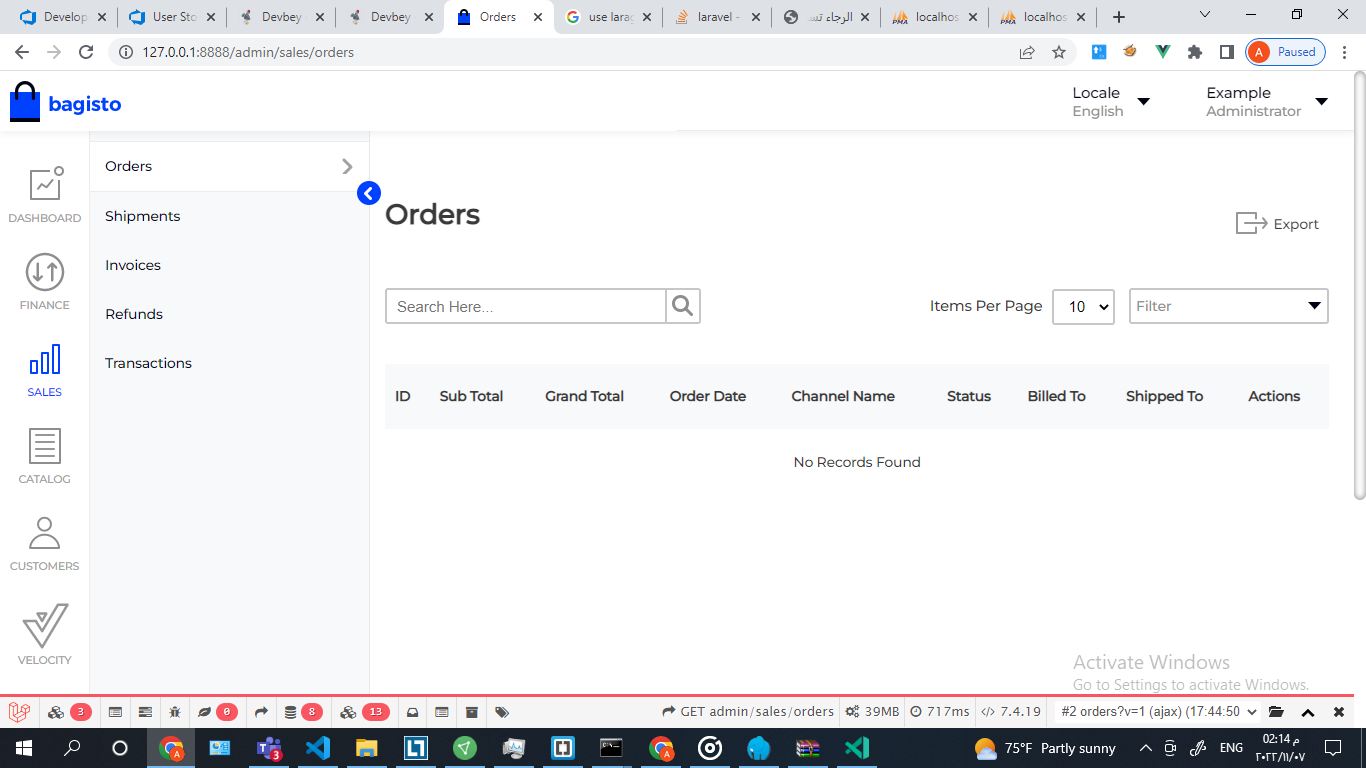 Develop
User Sto
Devbey
Devbey
Orders
use larag
laravel -
الرجاء تس
localhos
localhos
127.0.0.1:8888/admin/sales/orders
A Paused
bagisto
Locale
English
Example
Administrator
DASHBOARD
FINANCE
SALES
CATALOG
CUSTOMERS
VELOCITY
Orders
Shipments
Invoices
Refunds
Transactions
Orders
Export
Search Here...
Items Per Page 10 Filter
ID Sub Total Grand Total Order Date Channel Name Status Billed To Shipped To Actions
No Records Found
Activate Windows
Go to Settings to activate Windows.
3 0 8 13 GET admin/sales/orders 39MB 717ms 7.4.19 #2 orders?v=1 (ajax) (17:44:50
75°F Partly sunny ENG
02:14 م
٢٠٢٢/١١/٠٧